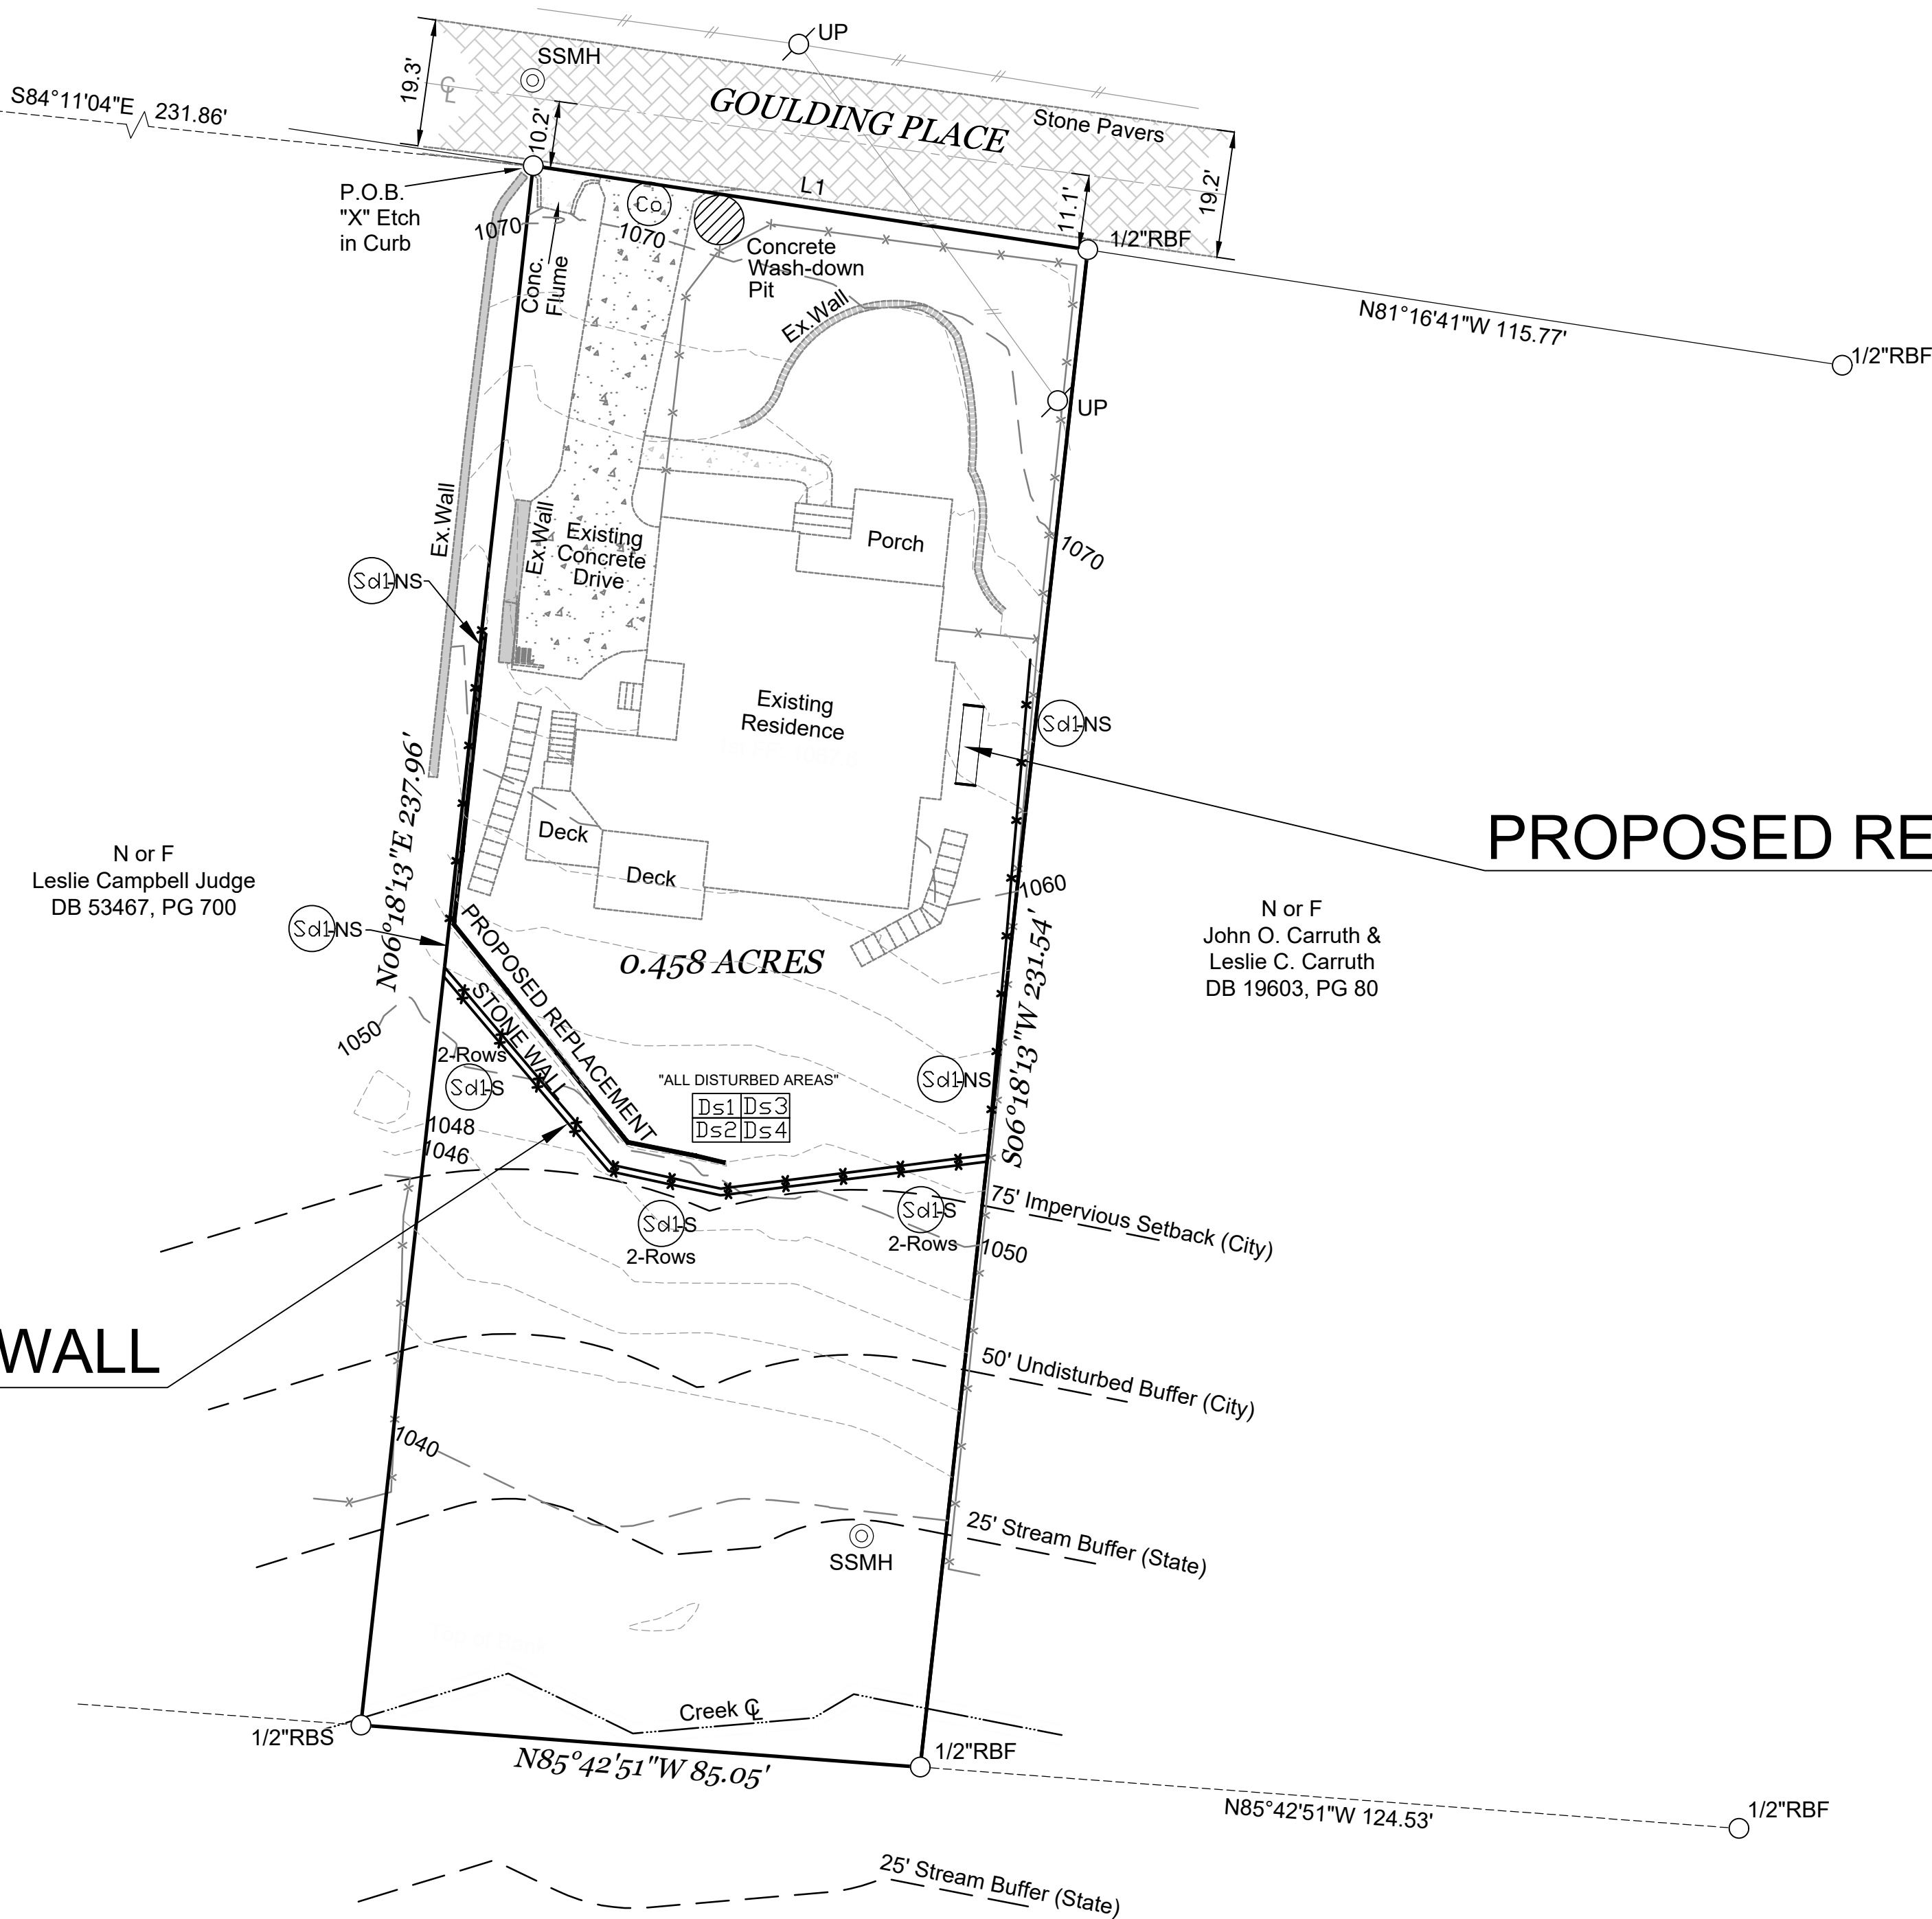 UP
SSMH
19.3'
CL
S84°11'04"E 231.86'
10.2'
GOULDING PLACE
Stone Pavers
L1
11.1'
19.2'
P.O.B.
"X" Etch
in Curb
1070
Conc.
Flume
Co
1070
Concrete
Wash-down
Pit
1/2"RBF
N81°16'41"W 115.77'
1/2"RBF
Ex.Wall
UP
Ex.Wall
Ex.Wall
Existing
Concrete
Drive
Porch
1070
Sd1-NS
Existing
Residence
Sd1-NS
PROPOSED RE
N06°18'13"E 237.96'
Deck
Deck
1060
N or F
Leslie Campbell Judge
DB 53467, PG 700
N or F
John O. Carruth &
Leslie C. Carruth
DB 19603, PG 80
Sd1-NS
0.458 ACRES
S06°18'13"W 231.54'
PROPOSED REPLACEMENT
STONE WALL
1050
2-Rows
Sd1-S
"ALL DISTURBED AREAS"
Ds1 Ds3
Ds2 Ds4
Sd1-NS
1048
1046
75' Impervious Setback (City)
Sd1-S
2-Rows
Sd1-S
2-Rows
1050
WALL
50' Undisturbed Buffer (City)
1040
25' Stream Buffer (State)
SSMH
Creek CL
1/2"RBS
N85°42'51"W 85.05'
1/2"RBF
N85°42'51"W 124.53'
1/2"RBF
25' Stream Buffer (State)